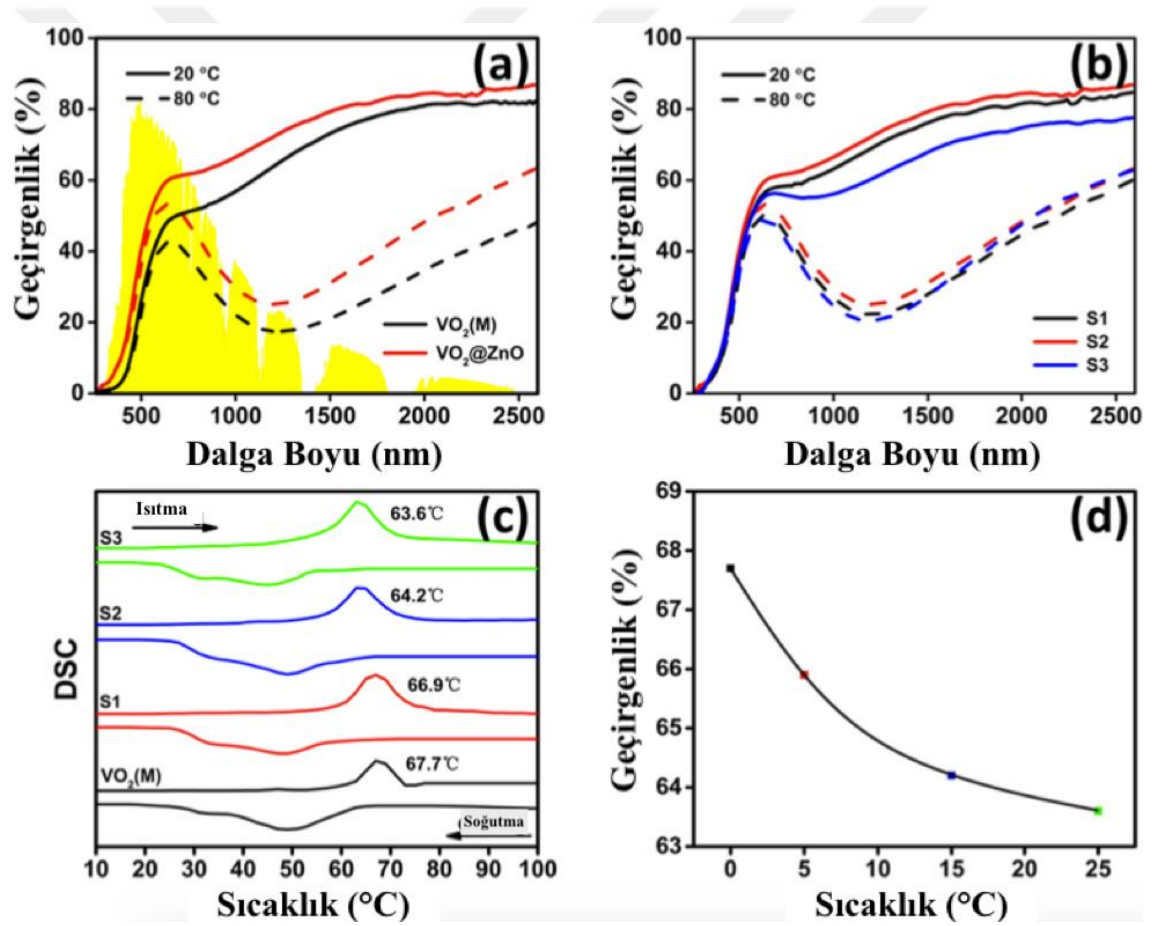 100
80
60
40
20
0
Geçirgenlik (%)
20 °C
80 °C
(a)
VO₂(M)
VO₂@ZnO
500 1000 1500 2000 2500
Dalga Boyu (nm)
100
80
60
40
20
0
Geçirgenlik (%)
20 °C
80 °C
(b)
S1
S2
S3
500 1000 1500 2000 2500
Dalga Boyu (nm)
DSC
Isıtma
(c)
S3
63.6℃
S2
64.2℃
S1
66.9℃
VO₂(M)
67.7℃
Soğutma
10 20 30 40 50 60 70 80 90 100
Sıcaklık (°C)
69
68
67
66
65
64
63
Geçirgenlik (%)
(d)
0 5 10 15 20 25
Sıcaklık (°C)